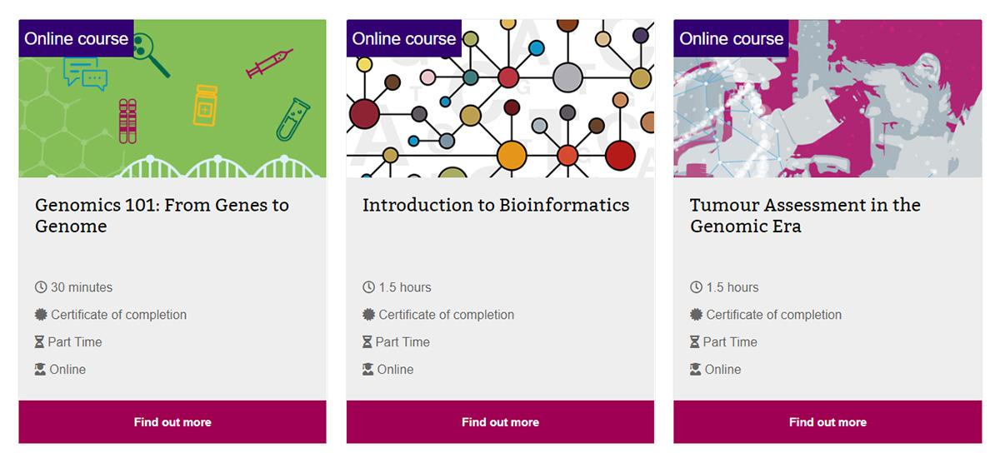 Online course
Genomics 101: From Genes to
Genome
30 minutes
Certificate of completion
Part Time
Online
Find out more
Online course
Introduction to Bioinformatics
1.5 hours
Certificate of completion
Part Time
Online
Find out more
Online course
Tumour Assessment in the
Genomic Era
1.5 hours
Certificate of completion
Part Time
Online
Find out more